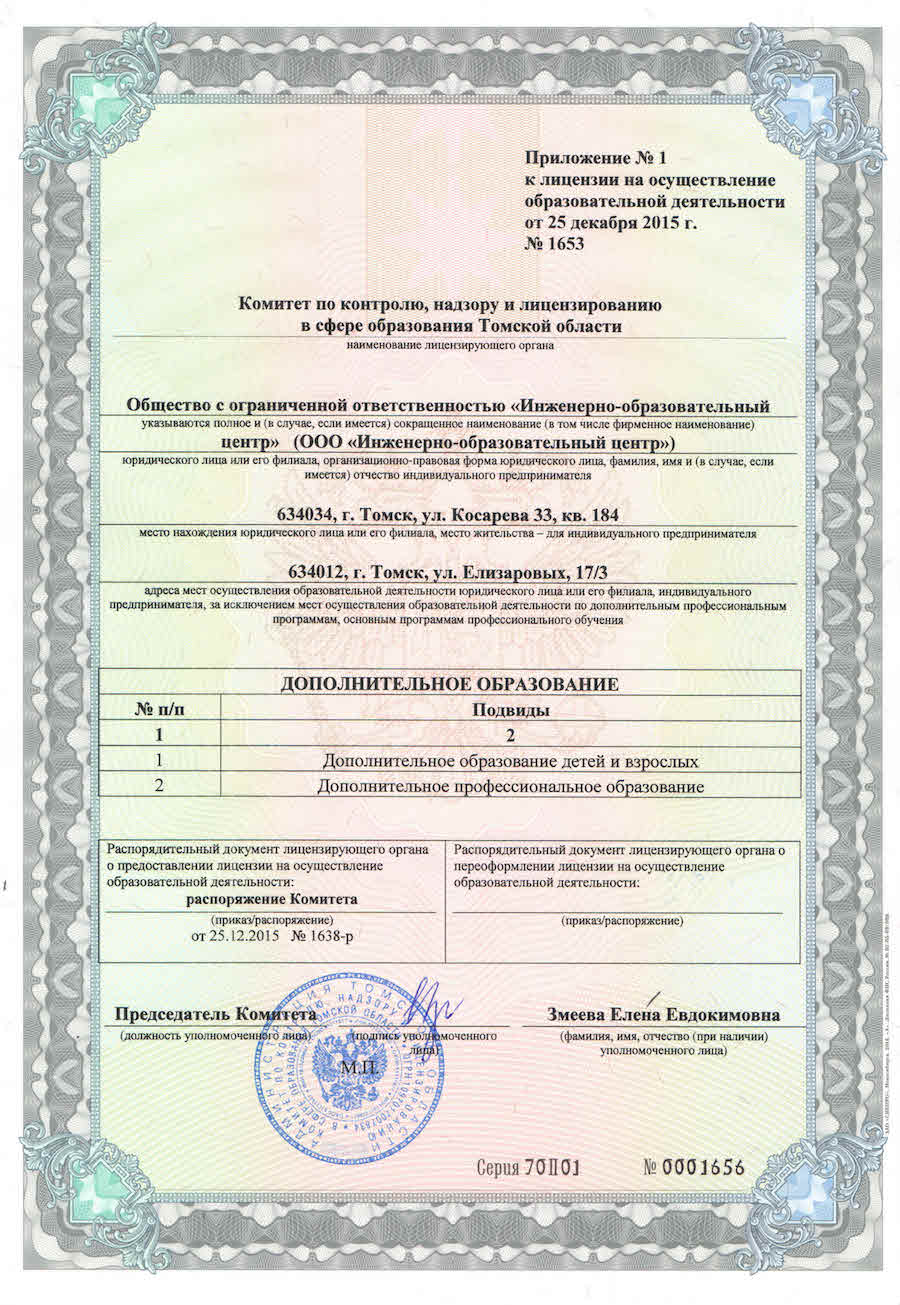 Приложение № 1
к лицензии на осуществление
образовательной деятельности
от 25 декабря 2015 г.
№ 1653
Комитет по контролю, надзору и лицензированию
в сфере образования Томской области
наименование лицензирующего органа
Общество с ограниченной ответственностью «Инженерно-образовательный
указываются полное и (в случае, если имеется) сокращенное наименование (в том числе фирменное наименование)
центр» (ООО «Инженерно-образовательный центр»)
юридического лица или его филиала, организационно-правовая форма юридического лица, фамилия, имя и (в случае, если
имеется) отчество индивидуального предпринимателя
634034, г. Томск, ул. Косарева 33, кв. 184
место нахождения юридического лица или его филиала, место жительства – для индивидуального предпринимателя
634012, г. Томск, ул. Елизаровых, 17/3
адреса мест осуществления образовательной деятельности юридического лица или его филиала, индивидуального
предпринимателя, за исключением мест осуществления образовательной деятельности по дополнительным профессиональным
программам, основным программам профессионального обучения
ДОПОЛНИТЕЛЬНОЕ ОБРАЗОВАНИЕ
№ п/п Подвиды
1 2
1 Дополнительное образование детей и взрослых
2 Дополнительное профессиональное образование
Распорядительный документ лицензирующего органа
о предоставлении лицензии на осуществление
образовательной деятельности:
распоряжение Комитета
(приказ/распоряжение)
от 25.12.2015 № 1638-р
Распорядительный документ лицензирующего органа о
переоформлении лицензии на осуществление
образовательной деятельности:
(приказ/распоряжение)
Председатель Комитета
(должность уполномоченного лица)
(подпись уполномоченного
лица)
Змеева Елена Евдокимовна
(фамилия, имя, отчество (при наличии)
уполномоченного лица)
М.П.
Серия 70П01 № 0001656